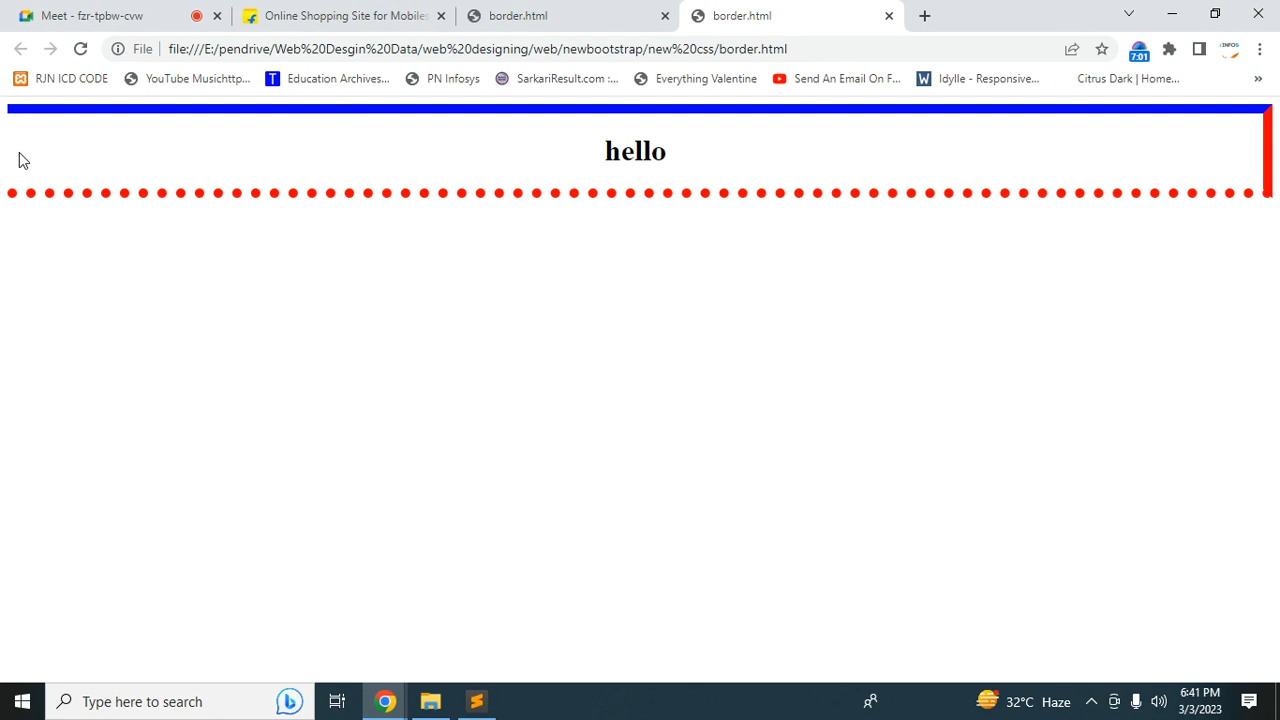 Meet - fzr-tpbw-cvw
Online Shopping Site for Mobiles
border.html
border.html
File
file:///E:/pendrive/Web%20Desgin%20Data/web%20designing/web/newbootstrap/new%20css/border.html
7:01
RJN ICD CODE
YouTube Musichttp...
Education Archives...
PN Infosys
SarkariResult.com :...
Everything Valentine
Send An Email On F...
Idylle - Responsive...
Citrus Dark | Home...
»
hello
Type here to search
32°C Haze
6:41 PM
3/3/2023